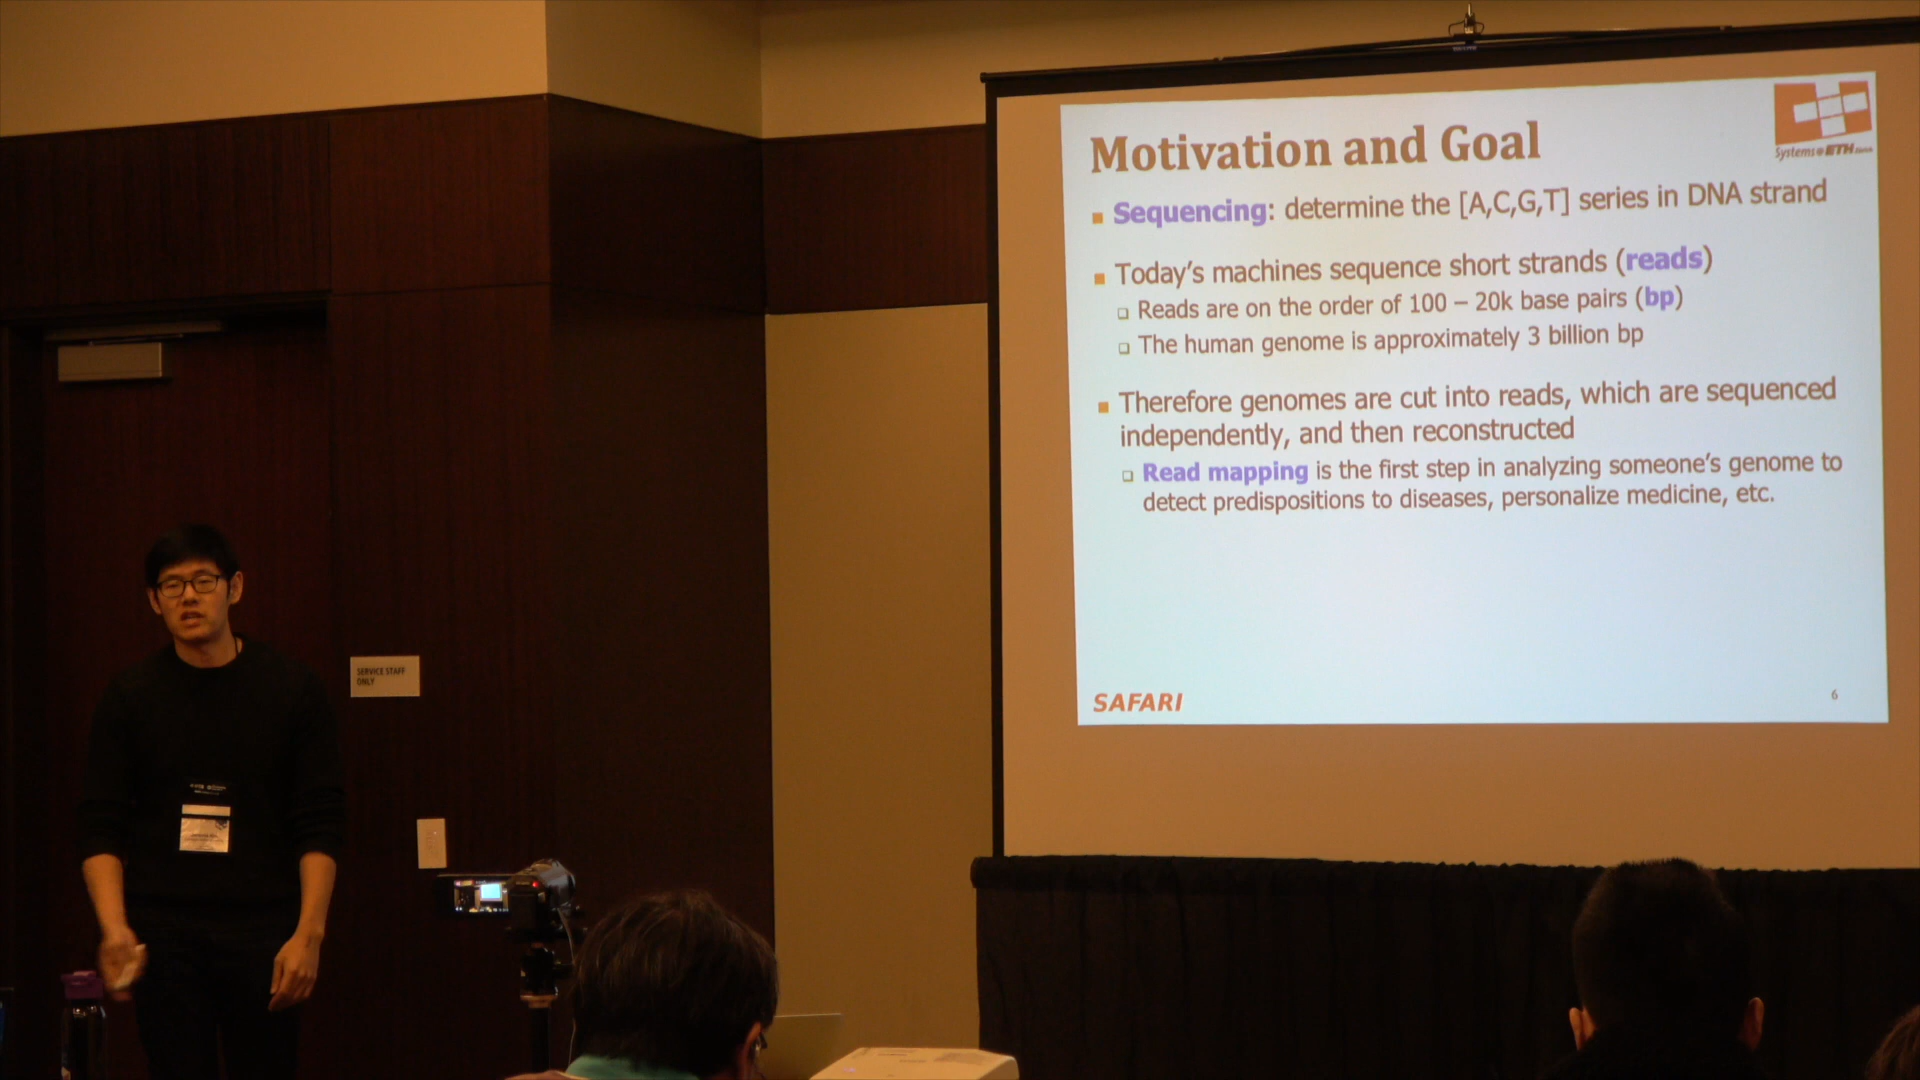 Motivation and Goal
Systems@ETH
Sequencing: determine the [A,C,G,T] series in DNA strand
Today's machines sequence short strands (reads)
Reads are on the order of 100 – 20k base pairs (bp)
The human genome is approximately 3 billion bp
Therefore genomes are cut into reads, which are sequenced
independently, and then reconstructed
Read mapping is the first step in analyzing someone's genome to
detect predispositions to diseases, personalize medicine, etc.
SAFARI
6
SERVICE STAFF
ONLY